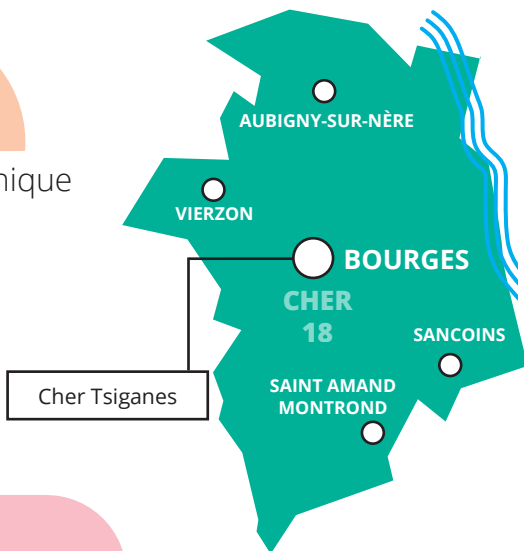 AUBIGNY-SUR-NÈRE
nique
VIERZON
BOURGES
CHER
18
SANCOINS
Cher Tsiganes
SAINT AMAND
MONTROND